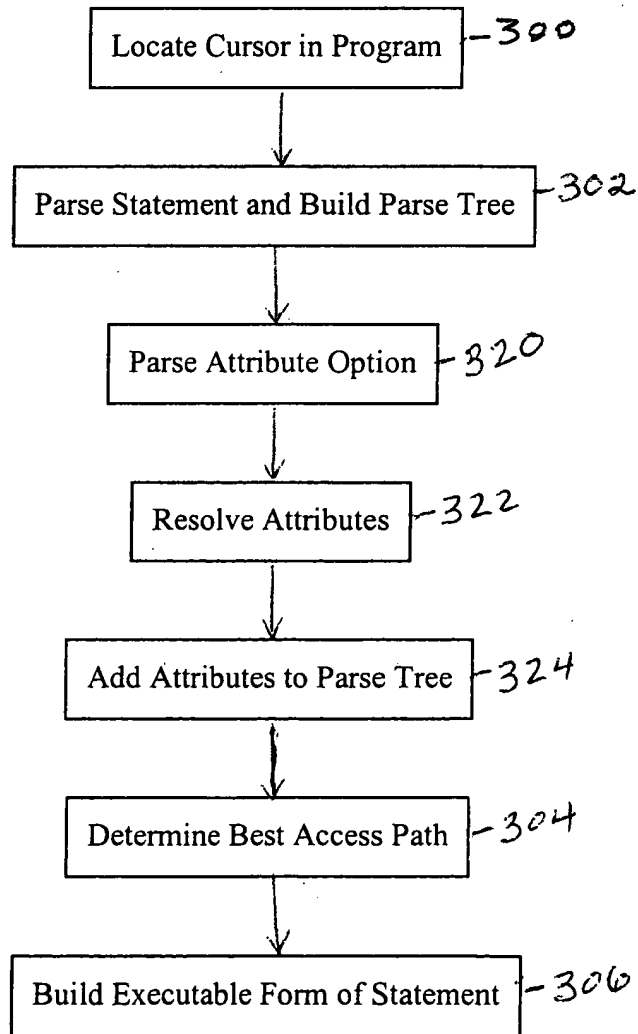 Locate Cursor in Program -300
Parse Statement and Build Parse Tree -302
Parse Attribute Option -320
Resolve Attributes -322
Add Attributes to Parse Tree -324
Determine Best Access Path -304
Build Executable Form of Statement -306